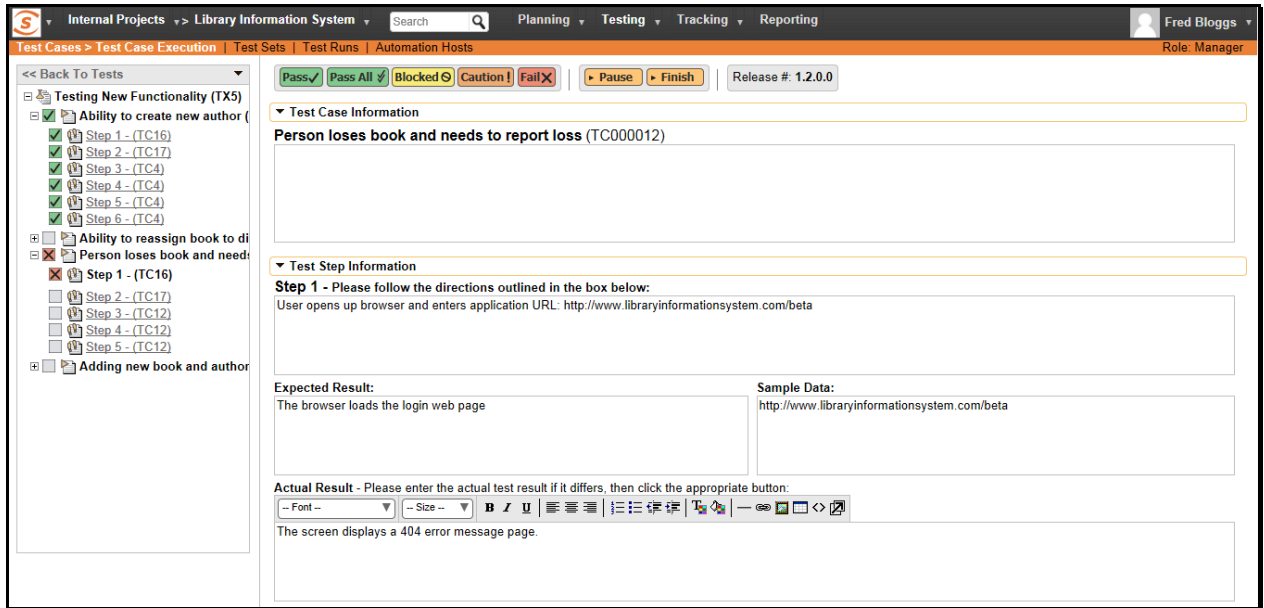 Internal Projects > Library Information System Search Planning Testing Tracking Reporting Fred Bloggs
Test Cases > Test Case Execution | Test Sets | Test Runs | Automation Hosts Role: Manager
<< Back To Tests
Testing New Functionality (TX5)
Ability to create new author (
Step 1 - (TC16)
Step 2 - (TC17)
Step 3 - (TC4)
Step 4 - (TC4)
Step 5 - (TC4)
Step 6 - (TC4)
Ability to reassign book to di
Person loses book and needs
Step 1 - (TC16)
Step 2 - (TC17)
Step 3 - (TC12)
Step 4 - (TC12)
Step 5 - (TC12)
Adding new book and author
Pass Pass All Blocked Caution ! Fail Pause Finish Release #: 1.2.0.0
Test Case Information
Person loses book and needs to report loss (TC000012)
Test Step Information
Step 1 - Please follow the directions outlined in the box below:
User opens up browser and enters application URL: http://www.libraryinformationsystem.com/beta
Expected Result: Sample Data:
The browser loads the login web page http://www.libraryinformationsystem.com/beta
Actual Result - Please enter the actual test result if it differs, then click the appropriate button:
-- Font -- -- Size -- B I U
The screen displays a 404 error message page.